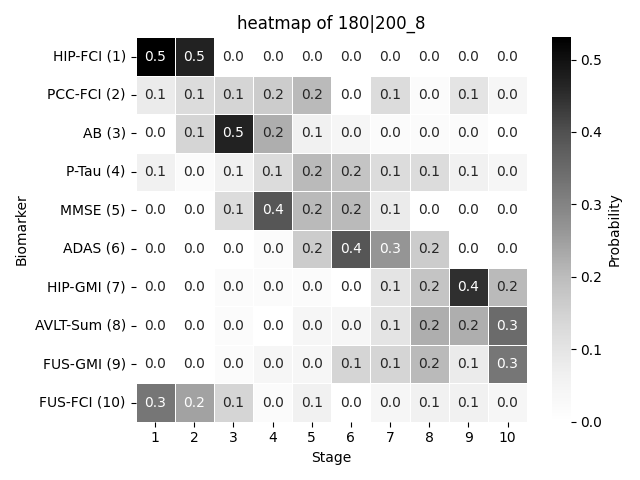 heatmap of 180|200_8
HIP-FCI (1) 0.5 0.5 0.0 0.0 0.0 0.0 0.0 0.0 0.0 0.0
PCC-FCI (2) 0.1 0.1 0.1 0.2 0.2 0.0 0.1 0.0 0.1 0.0
AB (3) 0.0 0.1 0.5 0.2 0.1 0.0 0.0 0.0 0.0 0.0
P-Tau (4) 0.1 0.0 0.1 0.1 0.2 0.2 0.1 0.1 0.1 0.0
MMSE (5) 0.0 0.0 0.1 0.4 0.2 0.2 0.1 0.0 0.0 0.0
ADAS (6) 0.0 0.0 0.0 0.0 0.2 0.4 0.3 0.2 0.0 0.0
HIP-GMI (7) 0.0 0.0 0.0 0.0 0.0 0.0 0.1 0.2 0.4 0.2
AVLT-Sum (8) 0.0 0.0 0.0 0.0 0.0 0.0 0.1 0.2 0.2 0.3
FUS-GMI (9) 0.0 0.0 0.0 0.0 0.0 0.1 0.1 0.2 0.1 0.3
FUS-FCI (10) 0.3 0.2 0.1 0.0 0.1 0.0 0.0 0.1 0.1 0.0
1 2 3 4 5 6 7 8 9 10
Stage
Biomarker
0.5
0.4
0.3
0.2
0.1
0.0
Probability